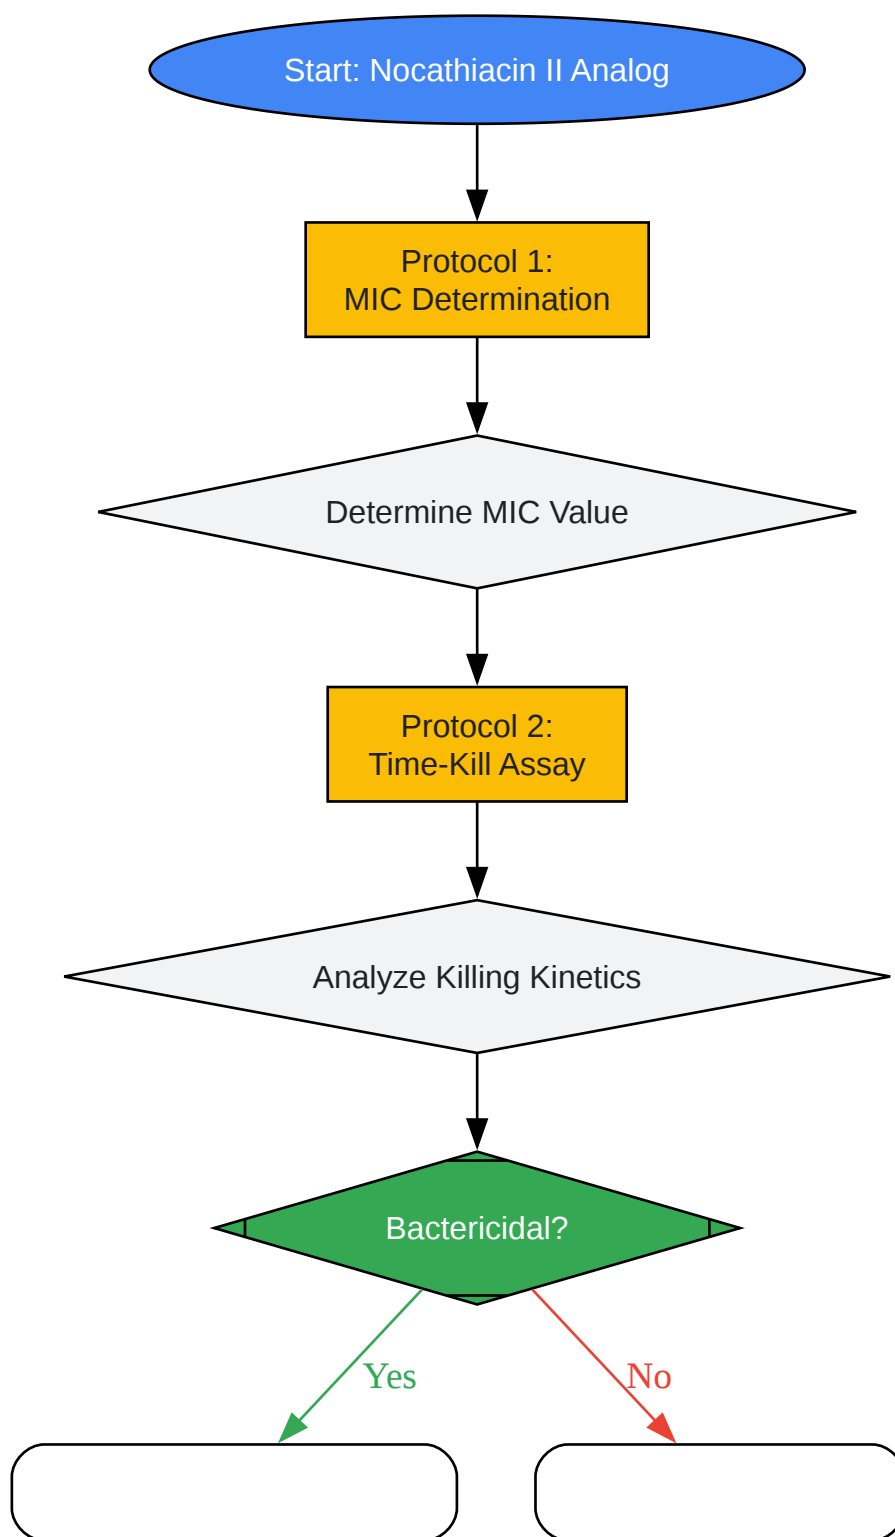 Start: Nocathiacin II Analog
Protocol 1:
MIC Determination
Determine MIC Value
Protocol 2:
Time-Kill Assay
Analyze Killing Kinetics
Bactericidal?
Yes
No